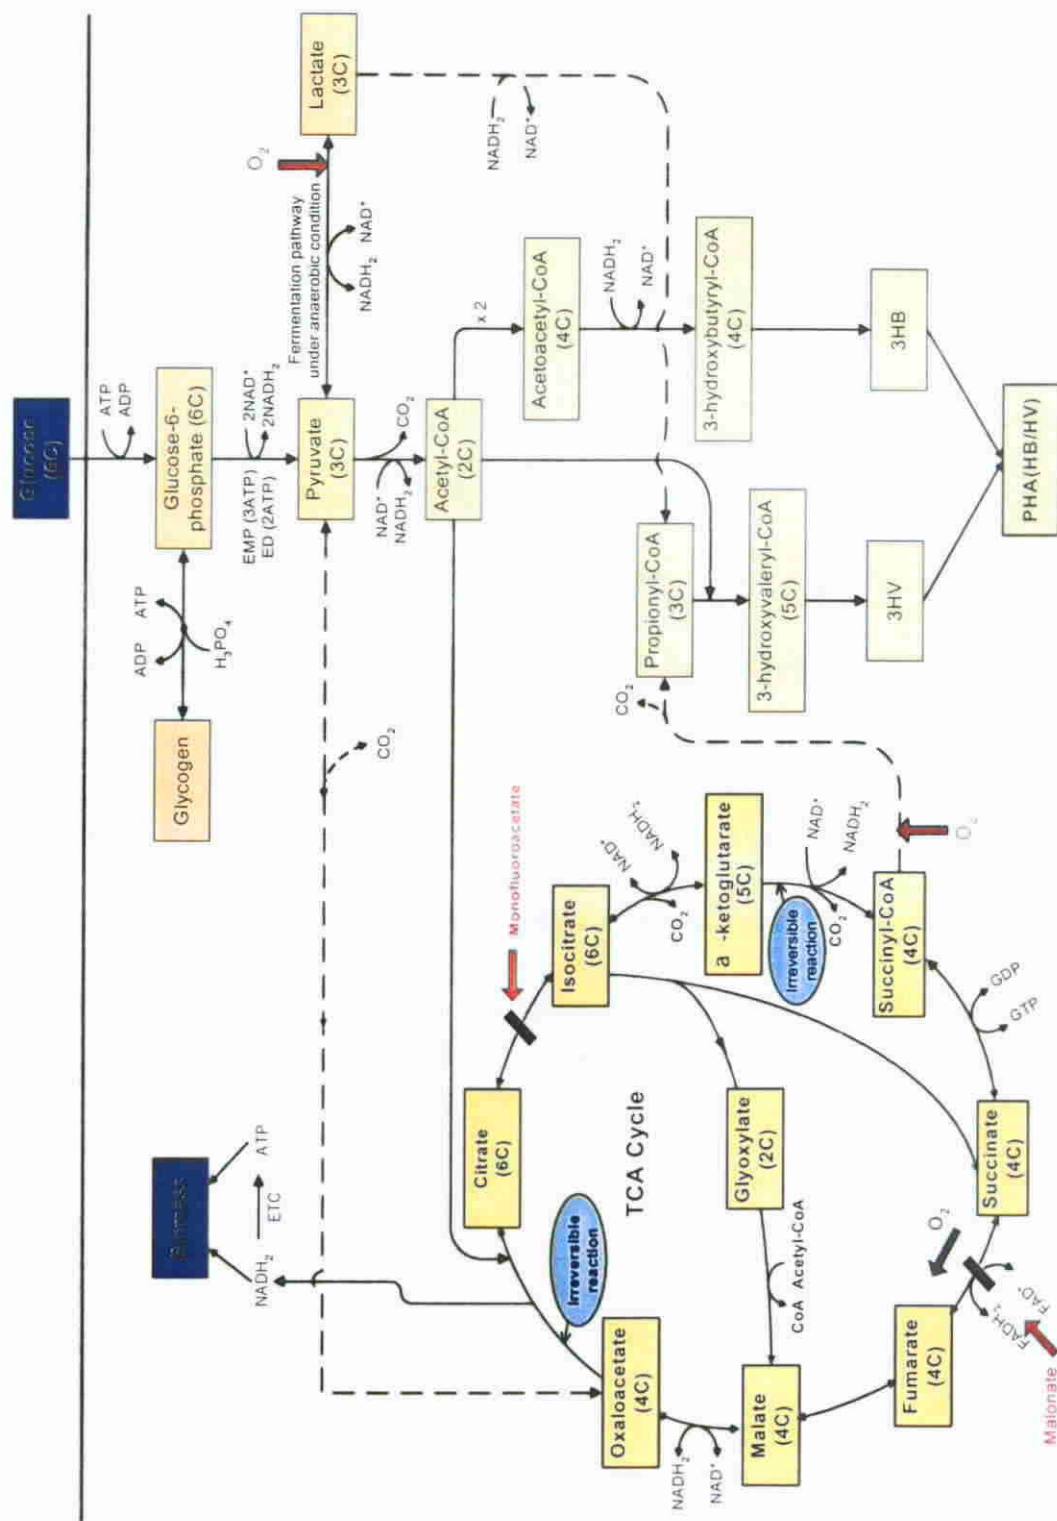 Glucose
(6C)
ATP
ADP
Glucose-6-
phosphate (6C)
ADP
ATP
H₃PO₄
Glycogen
EMP (3ATP)
ED (2ATP)
2NAD⁺
2NADH₂
Pyruvate
(3C)
Fermentation pathway
under anaerobic condition
NADH₂
NAD⁺
O₂
Lactate
(3C)
NADH₂
NAD⁺
CO₂
NAD⁺
NADH₂
CO₂
Acetyl-CoA
(2C)
x 2
Acetoacetyl-CoA
(4C)
NADH₂
NAD⁺
3-hydroxybutyryl-CoA
(4C)
3HB
Propionyl-CoA
(3C)
CO₂
3-hydroxyvaleryl-CoA
(5C)
3HV
PHA(HB/HV)
Biomass
NADH₂
ETC
ATP
Citrate
(6C)
Monofluoroacetate
Isocitrate
(6C)
NAD⁺
NADH⁺²
CO₂
a -ketoglutarate
(5C)
Irreversible
reaction
NAD⁺
NADH₂
CO₂
Succinyl-CoA
(4C)
O₂
GDP
GTP
Succinate
(4C)
O₂
FAD⁺
FADH₂
Malonate
Fumarate
(4C)
Malate
(4C)
NADH₂
NAD⁺
Oxaloacetate
(4C)
Irreversible
reaction
TCA Cycle
Glyoxylate
(2C)
CoA Acetyl-CoA